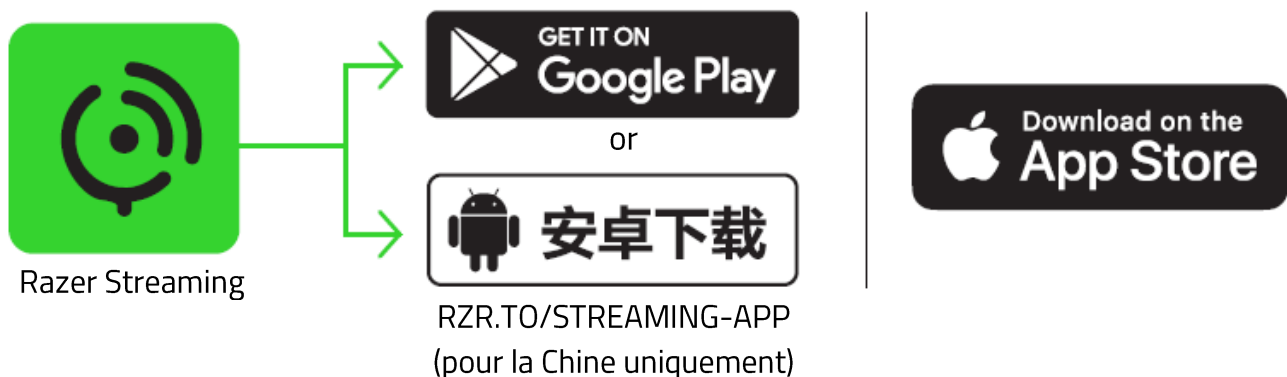 Razer Streaming
GET IT ON
Google Play
or
安卓下载
RZR.TO/STREAMING-APP
(pour la Chine uniquement)
Download on the
App Store